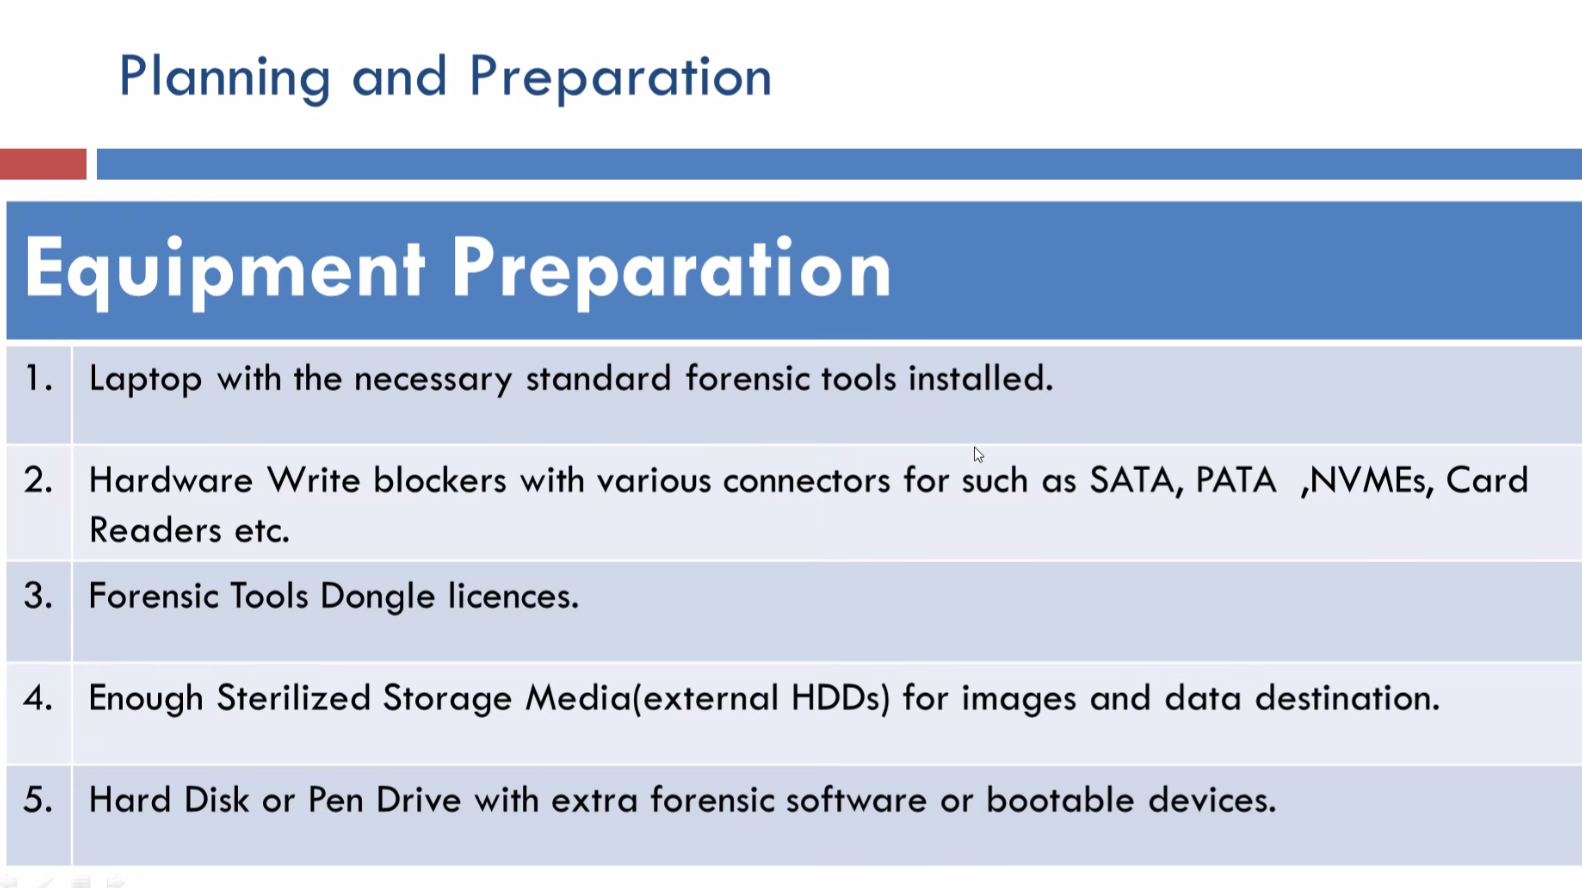 Planning and Preparation
Equipment Preparation
1. Laptop with the necessary standard forensic tools installed.
2. Hardware Write blockers with various connectors for such as SATA, PATA ,NVMEs, Card
Readers etc.
3. Forensic Tools Dongle licences.
4. Enough Sterilized Storage Media(external HDDs) for images and data destination.
5. Hard Disk or Pen Drive with extra forensic software or bootable devices.